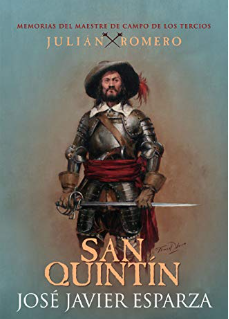 MEMORIAS DEL MAESTRE DE CAMPO DE LOS TERCIOS
JULIÁN ROMERO
SAN
QUINTÍN
JOSÉ JAVIER ESPARZA